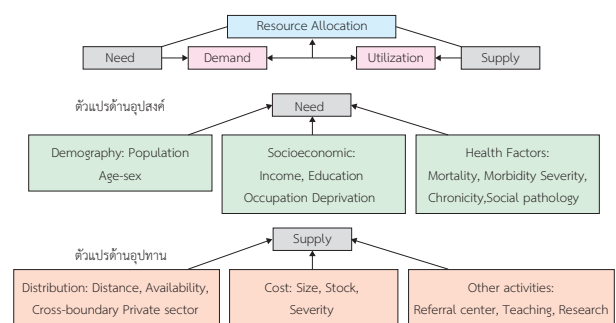 Resource Allocation
Need
Demand
Utilization
Supply
ตัวแปรด้านอุปสงค์
Need
Demography: Population
Age-sex
Socioeconomic:
Income, Education
Occupation Deprivation
Health Factors:
Mortality, Morbidity Severity,
Chronicity,Social pathology
ตัวแปรด้านอุปทาน
Supply
Distribution: Distance, Availability,
Cross-boundary Private sector
Cost: Size, Stock,
Severity
Other activities:
Referral center, Teaching, Research